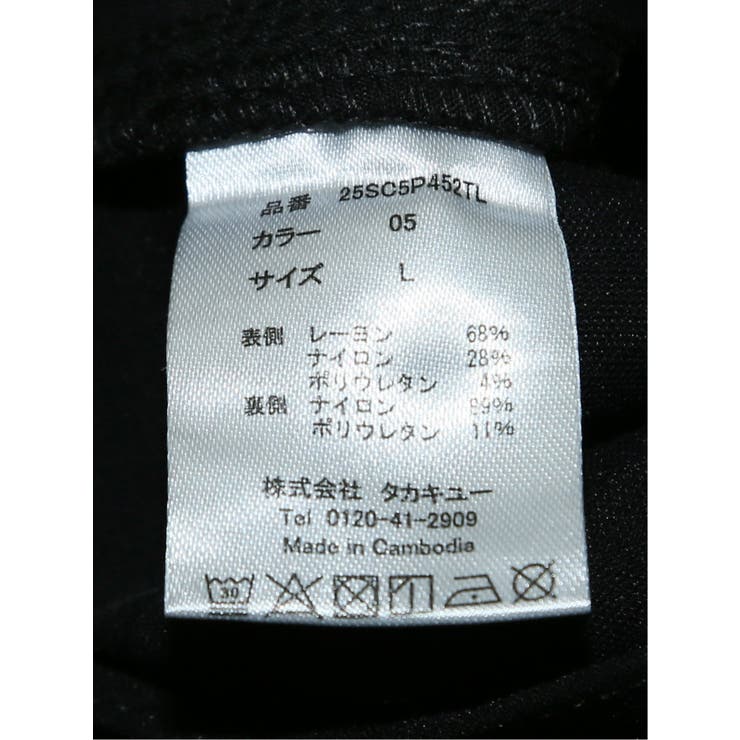 品番 25SC5P452TL
カラー 05
サイズ L
表側 レーヨン 68%
ナイロン 28%
ポリウレタン 4%
裏側 ナイロン 89%
ポリウレタン 11%
株式会社 タカキュー
Tel 0120-41-2909
Made in Cambodia
30